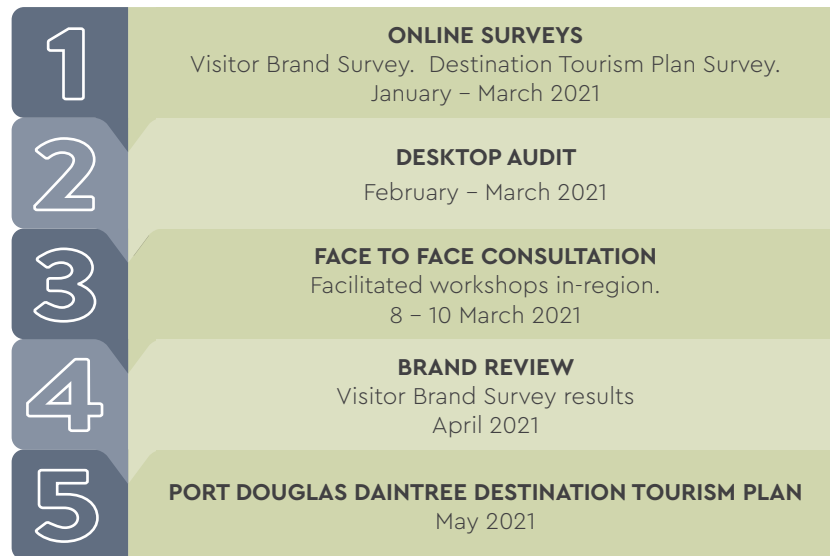 1
ONLINE SURVEYS
Visitor Brand Survey.  Destination Tourism Plan Survey.
January – March 2021
2
DESKTOP AUDIT
February – March 2021
3
FACE TO FACE CONSULTATION
Facilitated workshops in-region.
8 – 10 March 2021
4
BRAND REVIEW
Visitor Brand Survey results
April 2021
5
PORT DOUGLAS DAINTREE DESTINATION TOURISM PLAN
May 2021